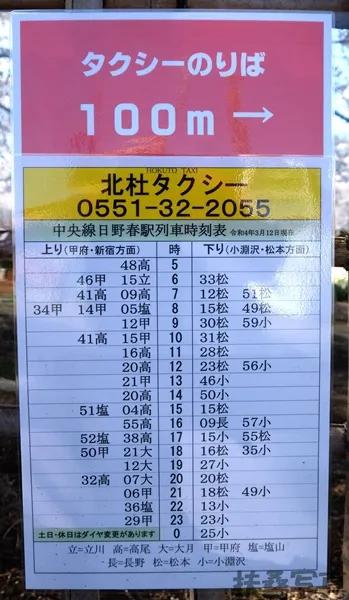 タクシーのりば
100m →
HOKUTO TAXI
北杜タクシー
0551-32-2055
中央線日野春駅列車時刻表 令和4年3月12日現在
上り(甲府・新宿方面) 時 下り(小淵沢・松本方面)
48高 5
46甲 15立 6 33松
41高 09高 7 12松 51松
34甲 14甲 05塩 8 15松 49松
12甲 9 30松 59小
41高 15甲 10 31松
16高 11 28松
20高 12 23松 56小
21甲 13 46小
20高 14 50小
51塩 04高 15 15松
55高 16 09長 57小
52塩 38高 17 15小 55松
50甲 21大 18 16松 35小
12大 19 27小
32高 07大 20 20松
06甲 21 18松 49小
36塩 22 13小
29甲 23 23小
土日・休日はダイヤ変更があります 0 25小
立=立川 高=高尾 大=大月 甲=甲府 塩=塩山
長=長野 松=松本 小=小淵沢